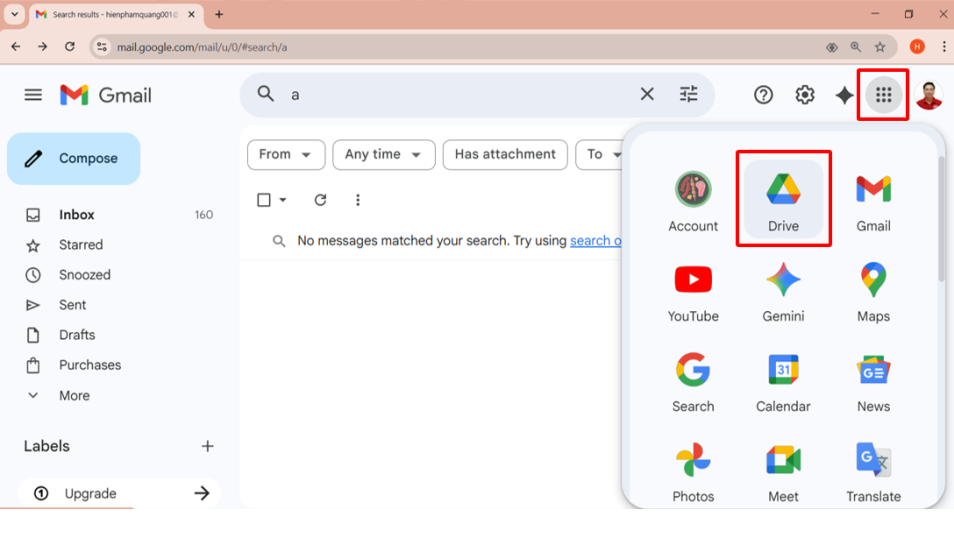 Search results - hienphamquang001@
mail.google.com/mail/u/0/#search/a
H
Gmail
a
Compose
From
Any time
Has attachment
To
Inbox
160
No messages matched your search. Try using search o
Starred
Snoozed
Sent
Drafts
Purchases
More
Labels
Upgrade
Account
Drive
Gmail
YouTube
Gemini
Maps
Search
31
Calendar
News
Photos
Meet
Translate